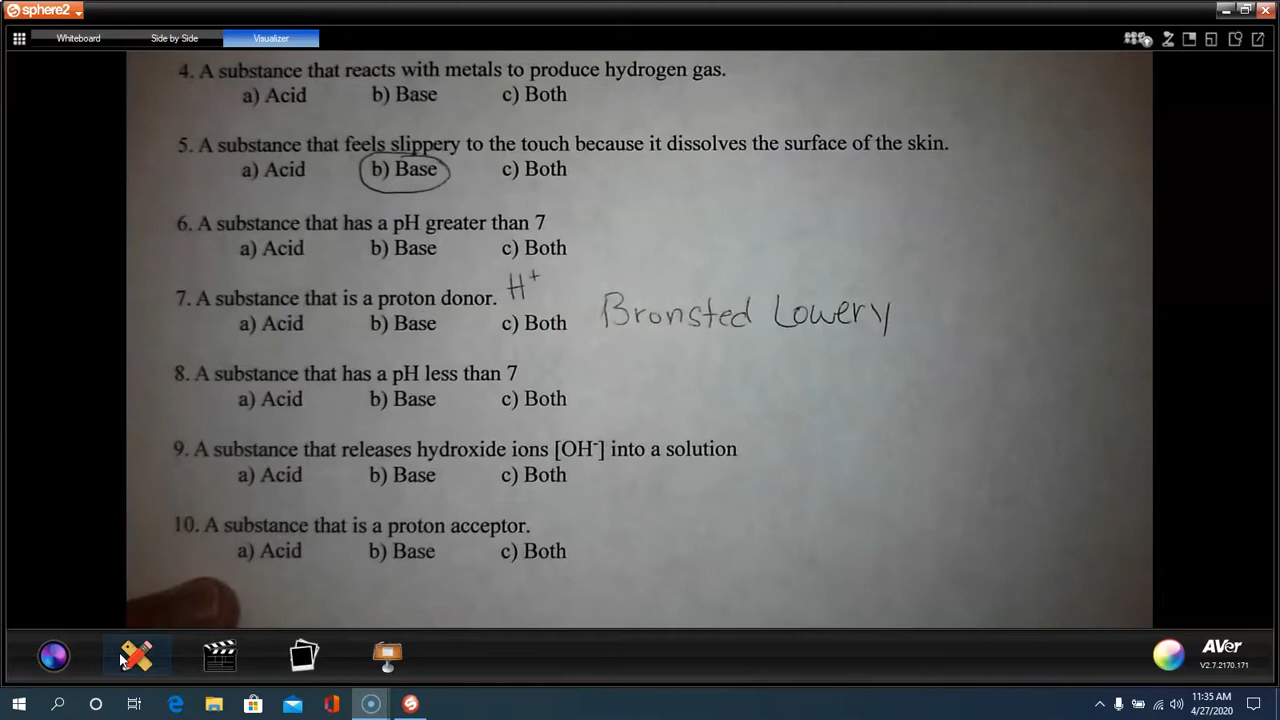 sphere2
Whiteboard Side by Side Visualizer
4. A substance that reacts with metals to produce hydrogen gas.
a) Acid b) Base c) Both
5. A substance that feels slippery to the touch because it dissolves the surface of the skin.
a) Acid b) Base c) Both
6. A substance that has a pH greater than 7
a) Acid b) Base c) Both
H+
7. A substance that is a proton donor.
a) Acid b) Base c) Both Bronsted Lowery
8. A substance that has a pH less than 7
a) Acid b) Base c) Both
9. A substance that releases hydroxide ions [OH-] into a solution
a) Acid b) Base c) Both
10. A substance that is a proton acceptor.
a) Acid b) Base c) Both
AVer
V2.7.2170.171
11:35 AM
4/27/2020